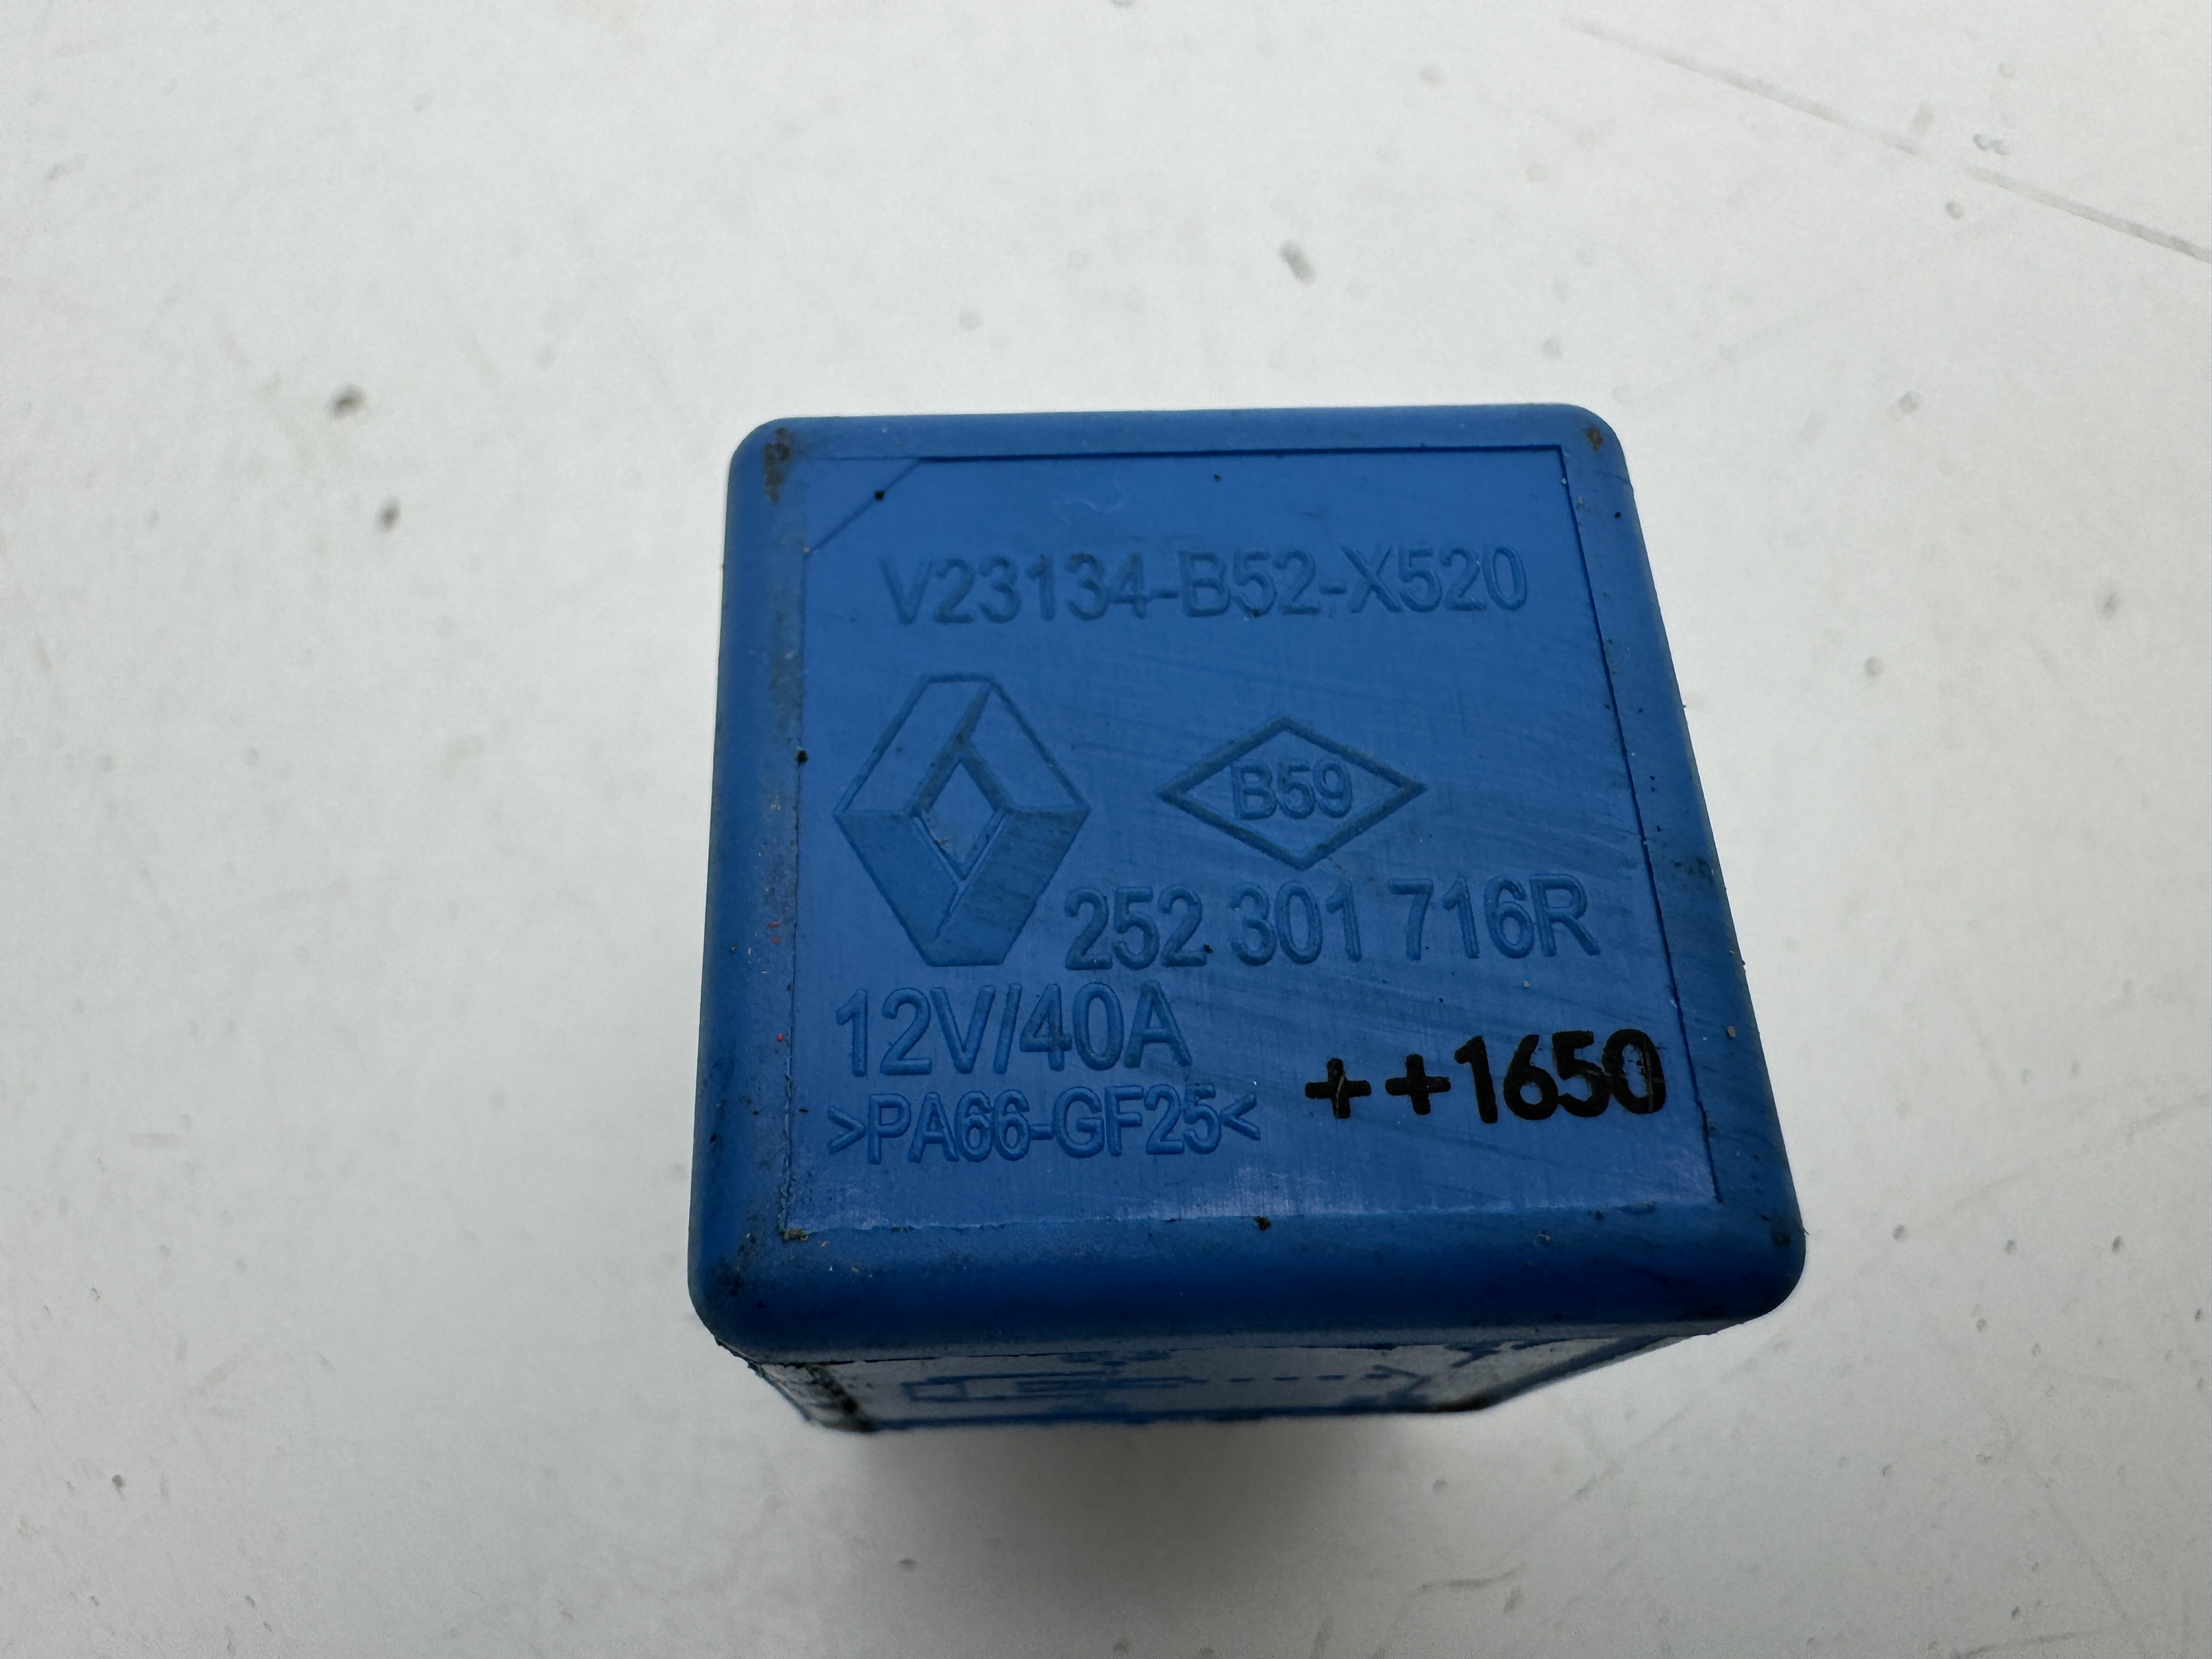 V23134-B52-X520
B59
252 301 716R
12V/40A
++1650
>PA66-GF25<